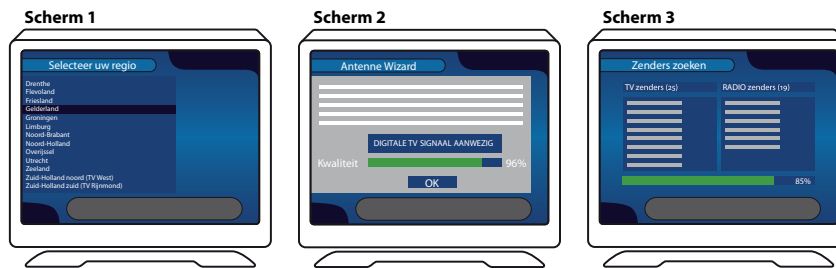 Scherm 1
Selecteer uw regio
Drenthe
Flevoland
Friesland
Gelderland
Groningen
Limburg
Noord-Brabant
Noord-Holland
Overijssel
Utrecht
Zeeland
Zuid-Holland noord (TV West)
Zuid-Holland zuid (TV Rijnmond)
Scherm 2
Antenne Wizard
DIGITALE TV SIGNAAL AANWEZIG
Kwaliteit 96%
OK
Scherm 3
Zenders zoeken
TV zenders (25) RADIO zenders (19)
85%